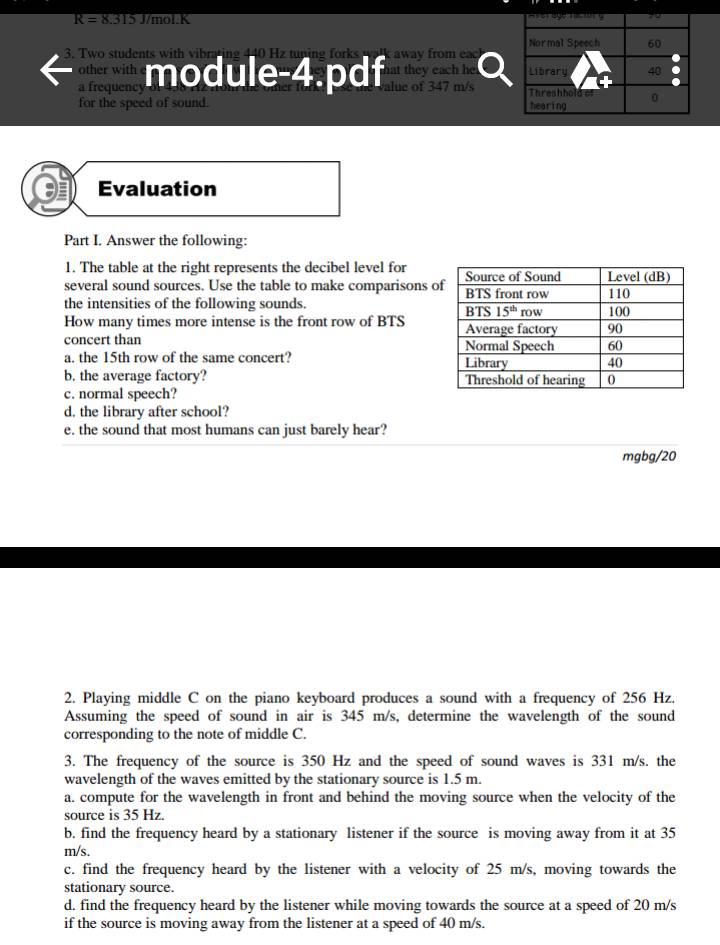 R = 8.315 J/mol.K
3. Two students with vibrating 440 Hz tuning forks walk away from each
other with
module-4.pdf
that they each
a frequency of
value of 347 m/s
for the speed of sound.
Normal Speech 60
Library 40
Threshhold of hearing 0
Evaluation
Part I. Answer the following:
1. The table at the right represents the decibel level for
several sound sources. Use the table to make comparisons of
the intensities of the following sounds.
How many times more intense is the front row of BTS
concert than
a. the 15th row of the same concert?
b. the average factory?
c. normal speech?
d. the library after school?
e. the sound that most humans can just barely hear?
Source of Sound Level (dB)
BTS front row 110
BTS 15th row 100
Average factory 90
Normal Speech 60
Library 40
Threshold of hearing 0
mgbg/20
2. Playing middle C on the piano keyboard produces a sound with a frequency of 256 Hz.
Assuming the speed of sound in air is 345 m/s, determine the wavelength of the sound
corresponding to the note of middle C.
3. The frequency of the source is 350 Hz and the speed of sound waves is 331 m/s. the
wavelength of the waves emitted by the stationary source is 1.5 m.
a. compute for the wavelength in front and behind the moving source when the velocity of the
source is 35 Hz.
b. find the frequency heard by a stationary listener if the source is moving away from it at 35
m/s.
c. find the frequency heard by the listener with a velocity of 25 m/s, moving towards the
stationary source.
d. find the frequency heard by the listener while moving towards the source at a speed of 20 m/s
if the source is moving away from the listener at a speed of 40 m/s.